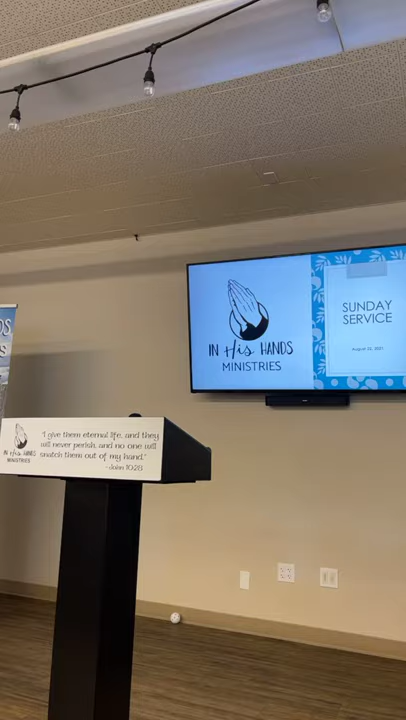 IN His HANDS
MINISTRIES
SUNDAY
SERVICE
"I give them eternal life, and they
will never perish, and no one will
snatch them out of my hand."
~John 10:28
IN His HANDS
MINISTRIES